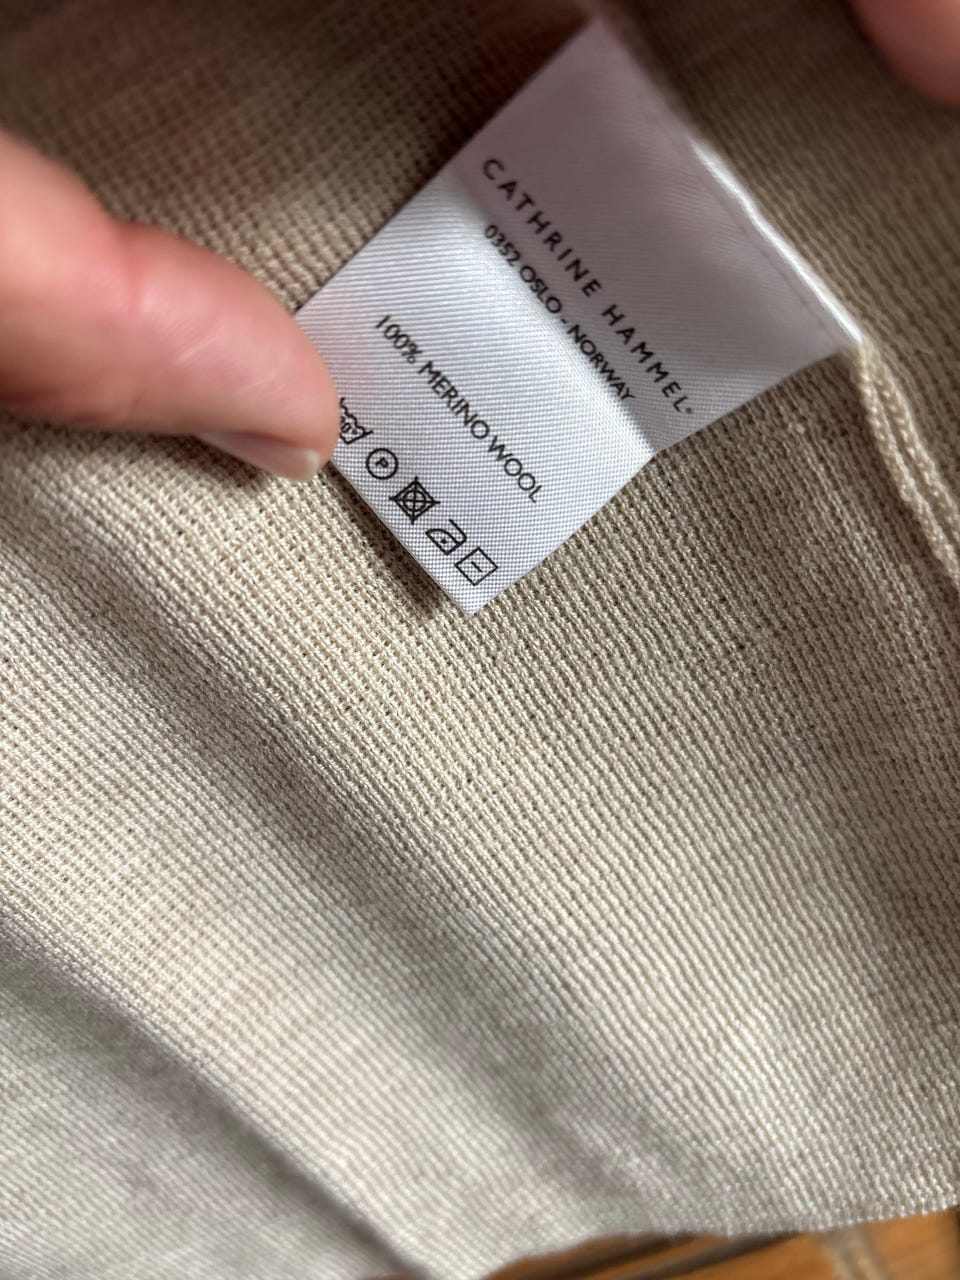 CATHRINE HAMMEL®
0352 OSLO - NORWAY
100% MERINO WOOL
P